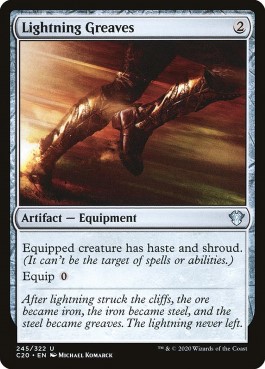 Lightning Greaves 2
Artifact — Equipment
Equipped creature has haste and shroud.
(It can't be the target of spells or abilities.)
Equip 0
After lightning struck the cliffs, the ore
became iron, the iron became steel, and the
steel became greaves. The lightning never left.
245/322 U
C20 • EN Michael Komarck
™ & © 2020 Wizards of the Coast